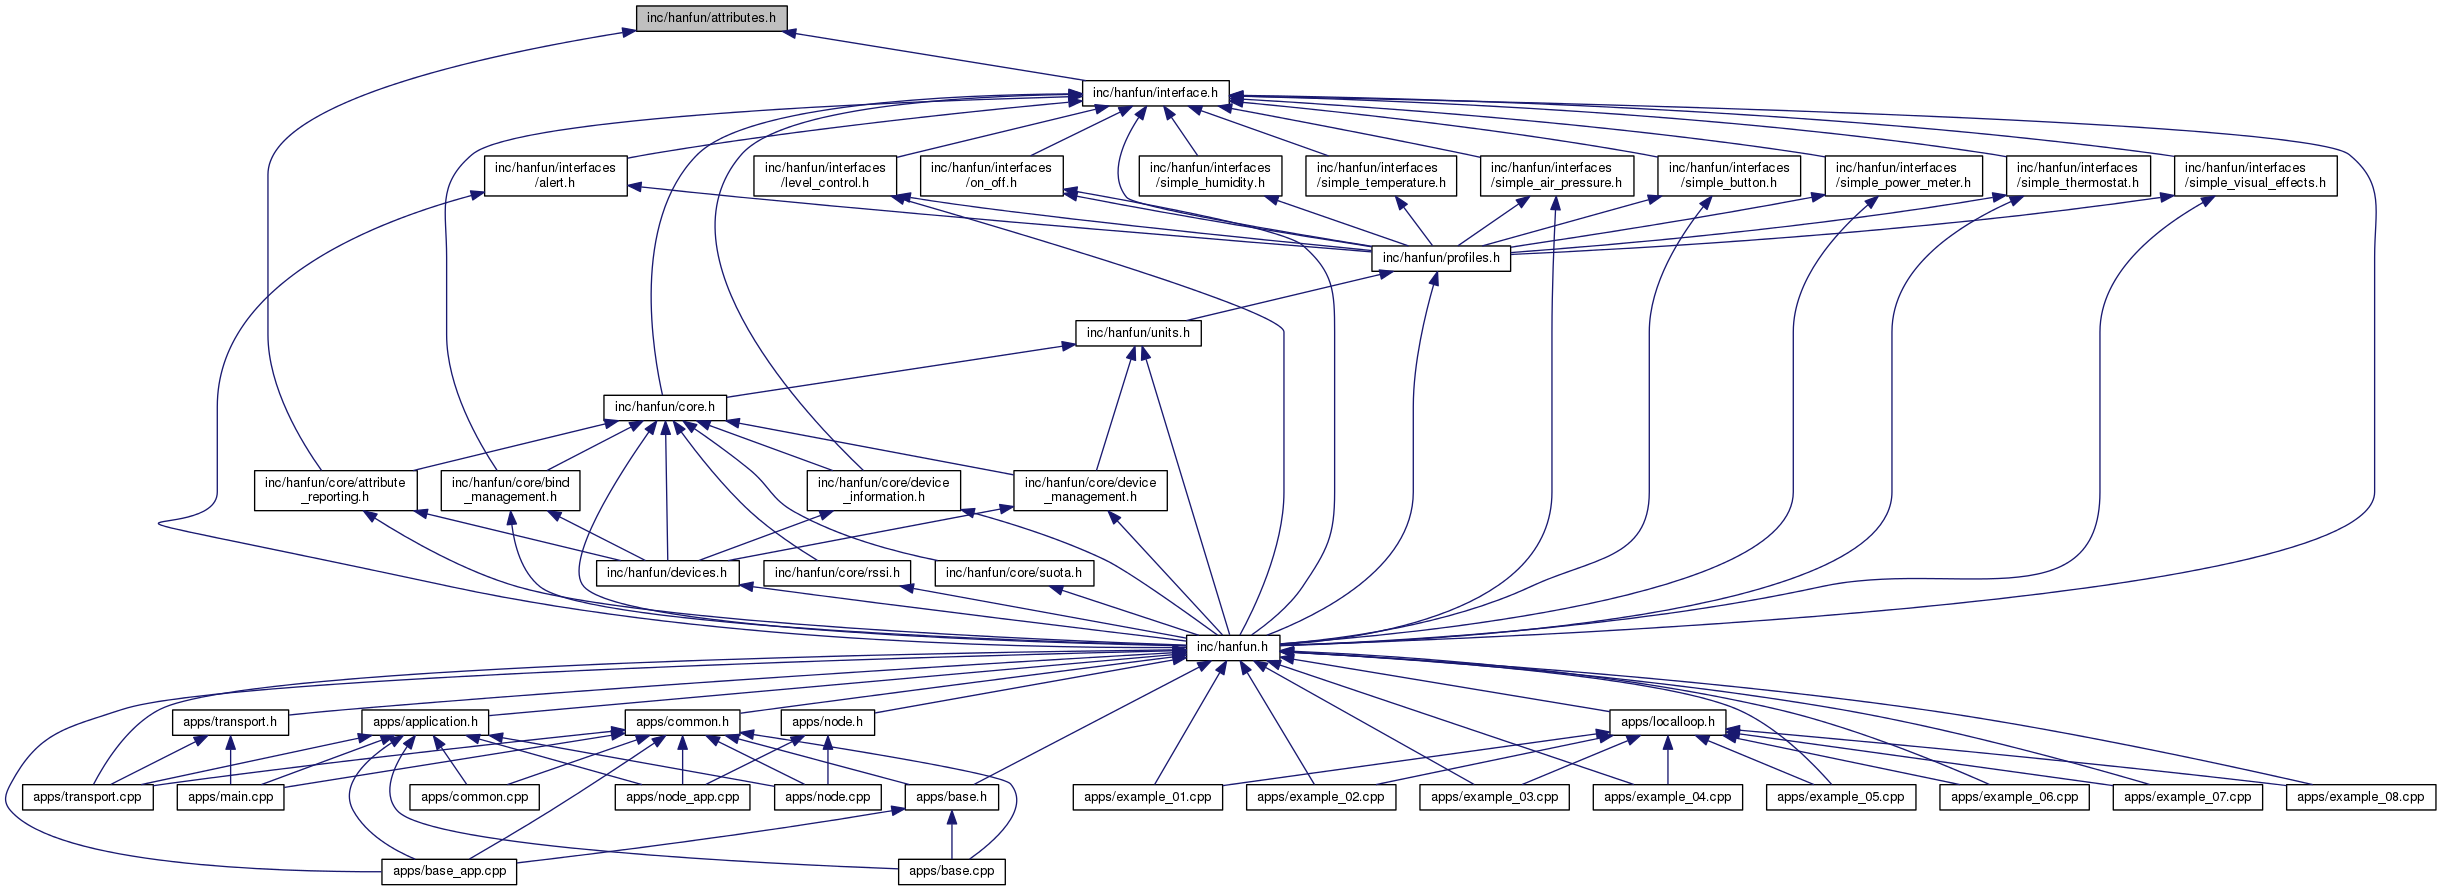 inc/hanfun/attributes.h
inc/hanfun/interface.h
inc/hanfun/interfaces
/alert.h
inc/hanfun/interfaces
/level_control.h
inc/hanfun/interfaces
/on_off.h
inc/hanfun/interfaces
/simple_humidity.h
inc/hanfun/interfaces
/simple_temperature.h
inc/hanfun/interfaces
/simple_air_pressure.h
inc/hanfun/interfaces
/simple_button.h
inc/hanfun/interfaces
/simple_power_meter.h
inc/hanfun/interfaces
/simple_thermostat.h
inc/hanfun/interfaces
/simple_visual_effects.h
inc/hanfun/profiles.h
inc/hanfun/units.h
inc/hanfun/core.h
inc/hanfun/core/attribute
_reporting.h
inc/hanfun/core/bind
_management.h
inc/hanfun/core/device
_information.h
inc/hanfun/core/device
_management.h
inc/hanfun/devices.h
inc/hanfun/core/rssi.h
inc/hanfun/core/suota.h
inc/hanfun.h
apps/transport.h
apps/application.h
apps/common.h
apps/node.h
apps/localloop.h
apps/transport.cpp
apps/main.cpp
apps/common.cpp
apps/node_app.cpp
apps/node.cpp
apps/base.h
apps/example_01.cpp
apps/example_02.cpp
apps/example_03.cpp
apps/example_04.cpp
apps/example_05.cpp
apps/example_06.cpp
apps/example_07.cpp
apps/example_08.cpp
apps/base_app.cpp
apps/base.cpp